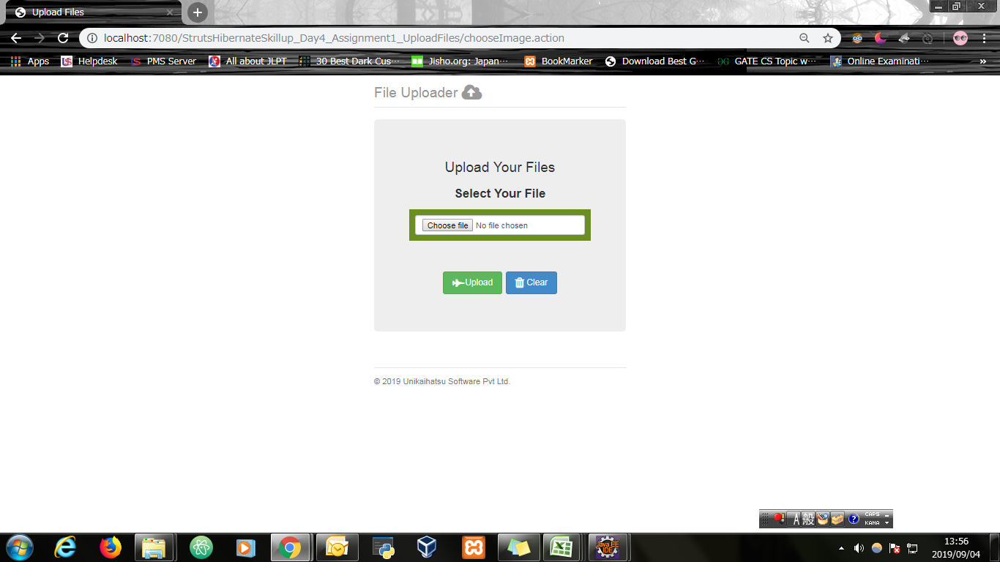 Upload Files
localhost:7080/StrutsHibernateSkillup_Day4_Assignment1_UploadFiles/chooseImage.action
Apps Helpdesk PMS Server All about JLPT 30 Best Dark Cus… Jisho.org: Japan… BookMarker Download Best G… GATE CS Topic w… Online Examinati… »
File Uploader
Upload Your Files
Select Your File
Choose file No file chosen
Upload Clear
© 2019 Unikaihatsu Software Pvt Ltd.
A 般 ? CAPS
KANA
Java EE
IDE
13:56
2019/09/04